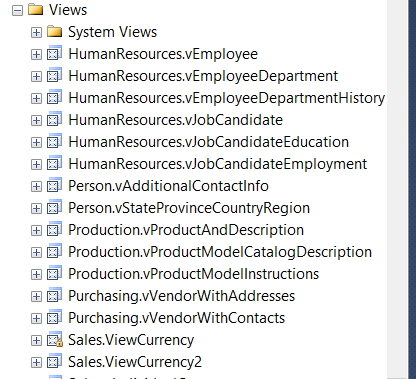 Views
System Views
HumanResources.vEmployee
HumanResources.vEmployeeDepartment
HumanResources.vEmployeeDepartmentHistory
HumanResources.vJobCandidate
HumanResources.vJobCandidateEducation
HumanResources.vJobCandidateEmployment
Person.vAdditionalContactInfo
Person.vStateProvinceCountryRegion
Production.vProductAndDescription
Production.vProductModelCatalogDescription
Production.vProductModelInstructions
Purchasing.vVendorWithAddresses
Purchasing.vVendorWithContacts
Sales.ViewCurrency
Sales.ViewCurrency2